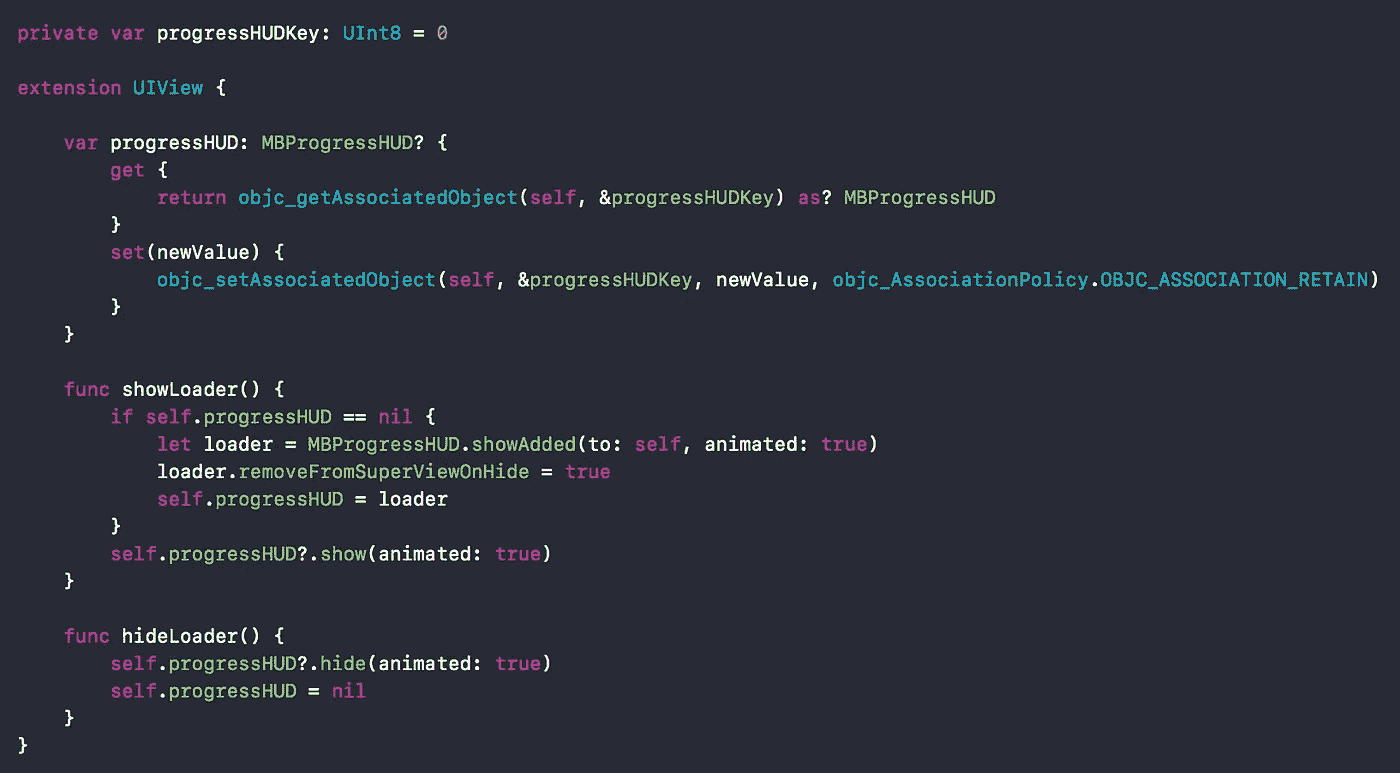 private var progressHUDKey: UInt8 = 0
extension UIView {
    var progressHUD: MBProgressHUD? {
        get {
            return objc_getAssociatedObject(self, &progressHUDKey) as? MBProgressHUD
        }
        set(newValue) {
            objc_setAssociatedObject(self, &progressHUDKey, newValue, objc_AssociationPolicy.OBJC_ASSOCIATION_RETAIN)
        }
    }
    func showLoader() {
        if self.progressHUD == nil {
            let loader = MBProgressHUD.showAdded(to: self, animated: true)
            loader.removeFromSuperViewOnHide = true
            self.progressHUD = loader
        }
        self.progressHUD?.show(animated: true)
    }
    func hideLoader() {
        self.progressHUD?.hide(animated: true)
        self.progressHUD = nil
    }
}